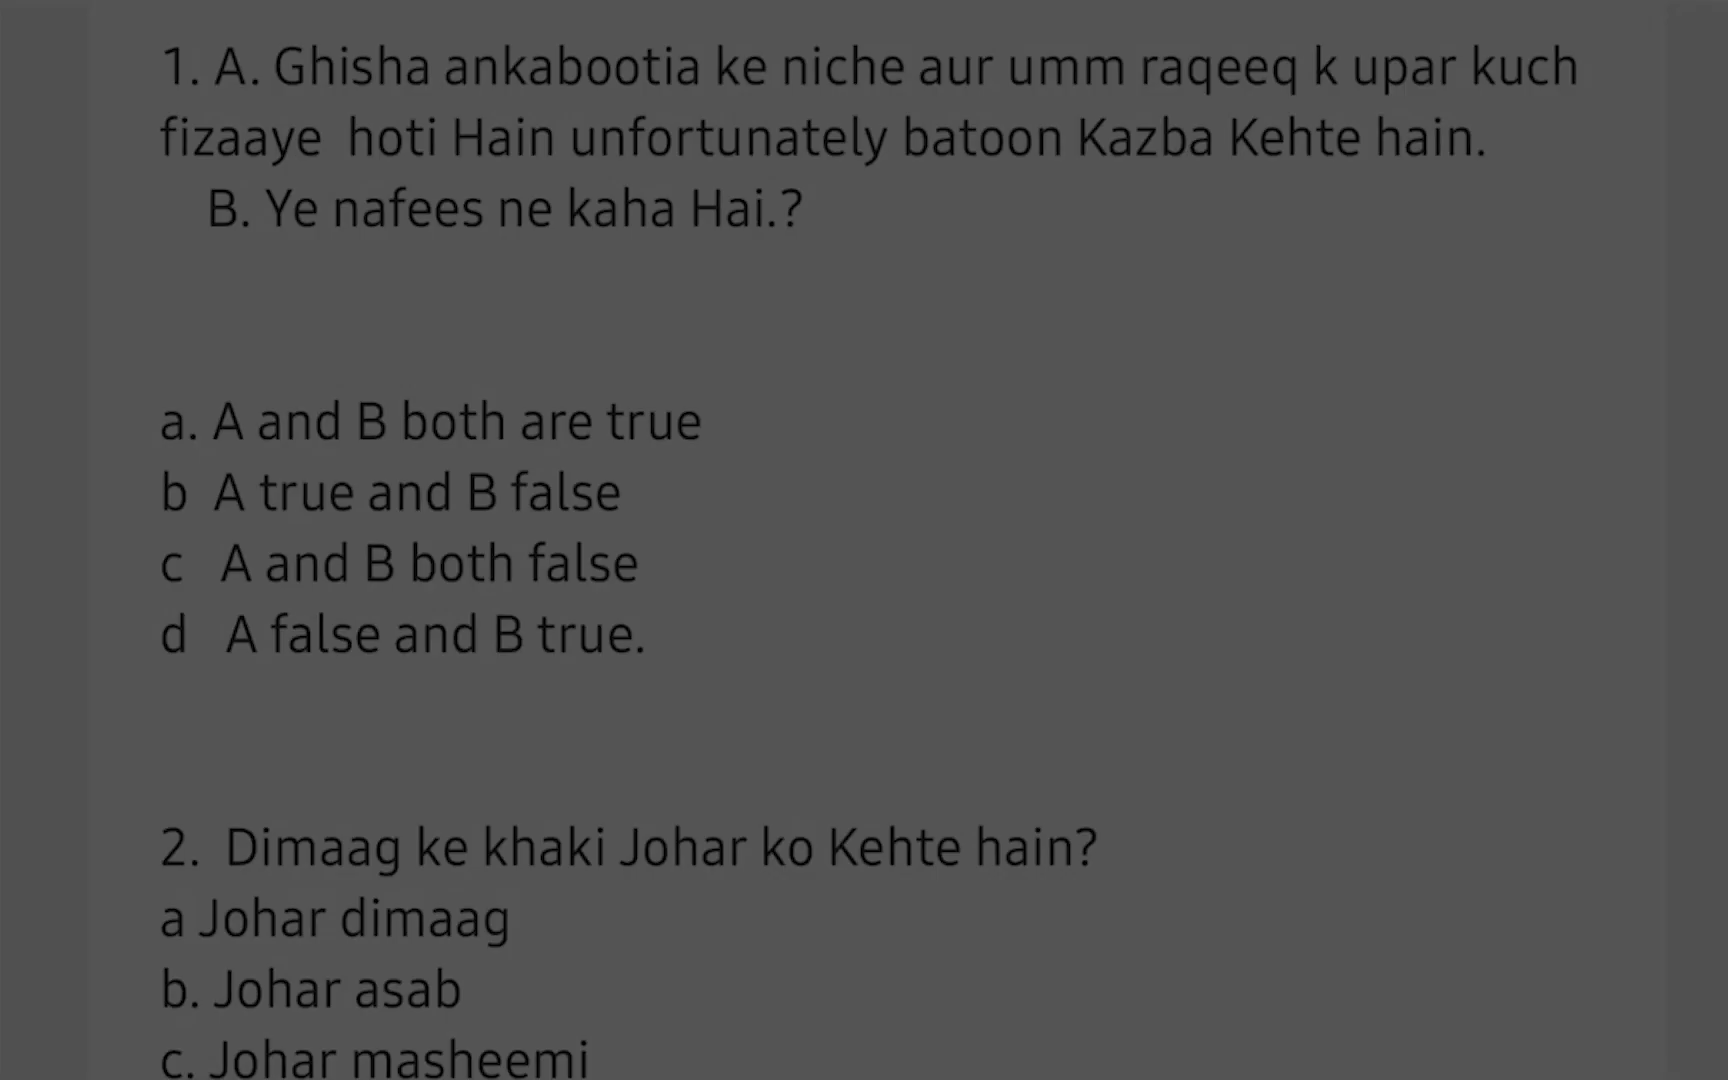 1. A. Ghisha ankabootia ke niche aur umm raqeeq k upar kuch
fizaaye hoti Hain unfortunately batoon Kazba Kehte hain.
B. Ye nafees ne kaha Hai.?
a. A and B both are true
b A true and B false
c A and B both false
d A false and B true.
2. Dimaag ke khaki Johar ko Kehte hain?
a Johar dimaag
b. Johar asab
c. Johar masheemi